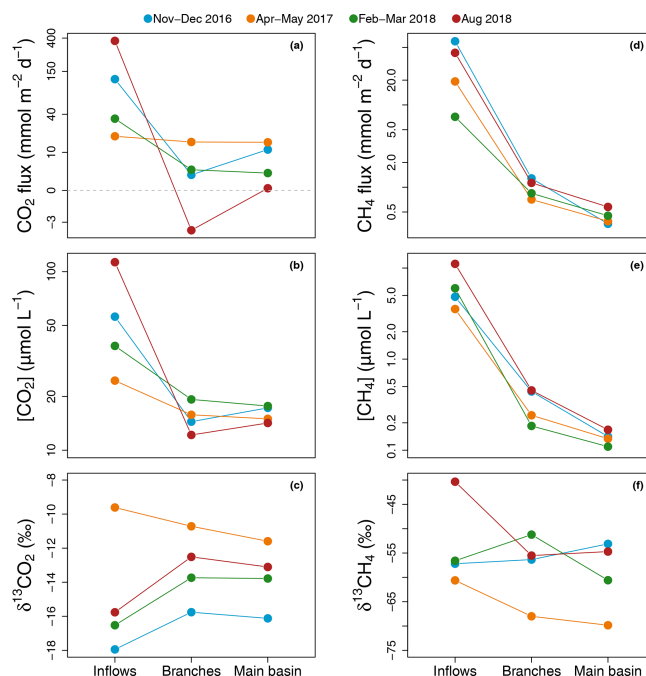 Nov−Dec 2016 Apr−May 2017 Feb−Mar 2018 Aug 2018
CO₂ flux (mmol m⁻² d⁻¹)
400
150
40
10
0
−3
(a)
CH₄ flux (mmol m⁻² d⁻¹)
20.0
5.0
2.0
0.5
(d)
[CO₂] (µmol L⁻¹)
100
50
20
10
(b)
[CH₄] (µmol L⁻¹)
5.0
2.0
1.0
0.5
0.2
0.1
(e)
δ¹³CO₂ (‰)
−8
−10
−12
−14
−16
−18
(c)
Inflows Branches Main basin
δ¹³CH₄ (‰)
−45
−55
−65
−75
(f)
Inflows Branches Main basin